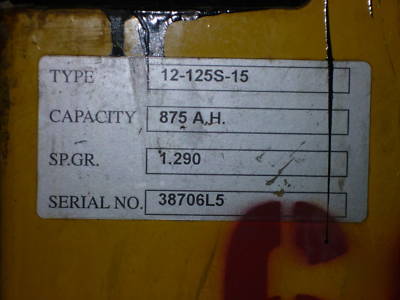 TYPE 12-125S-15
CAPACITY 875 A.H.
SP.GR. 1.290
SERIAL NO. 38706L5